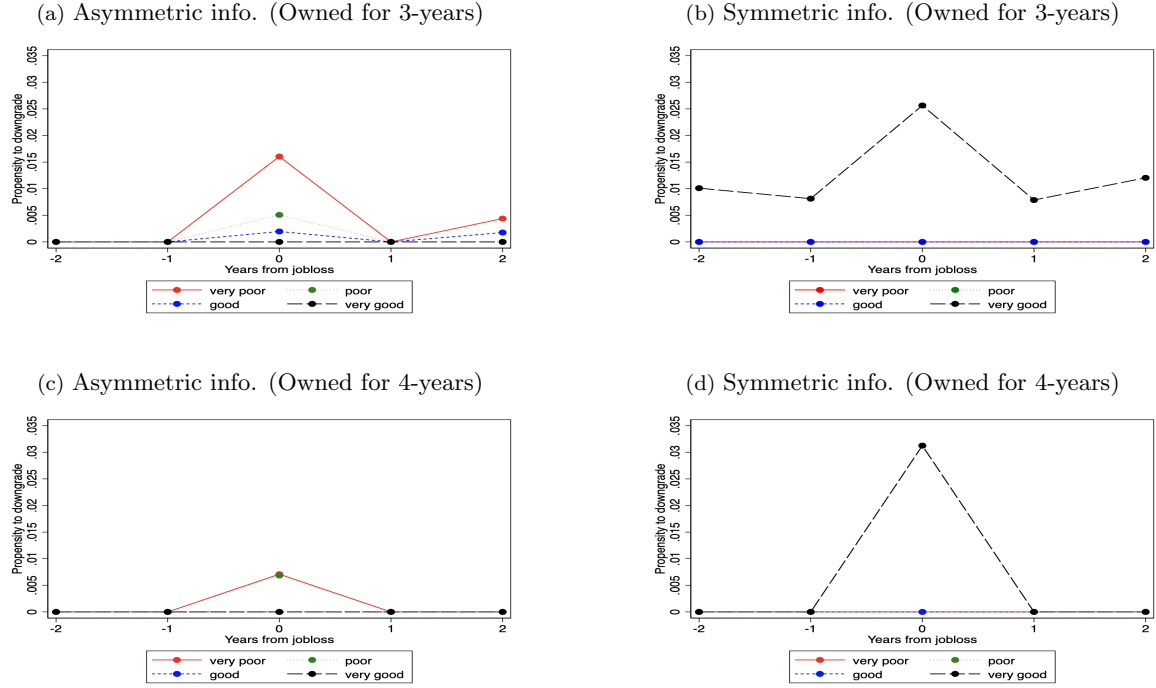 (a) Asymmetric info. (Owned for 3-years)
Propensity to downgrade
0 .005 .01 .015 .02 .025 .03 .035
-2 -1 0 1 2
Years from jobloss
very poor poor
good very good
(b) Symmetric info. (Owned for 3-years)
Propensity to downgrade
0 .005 .01 .015 .02 .025 .03 .035
-2 -1 0 1 2
Years from jobloss
very poor poor
good very good
(c) Asymmetric info. (Owned for 4-years)
Propensity to downgrade
0 .005 .01 .015 .02 .025 .03 .035
-2 -1 0 1 2
Years from jobloss
very poor poor
good very good
(d) Symmetric info. (Owned for 4-years)
Propensity to downgrade
0 .005 .01 .015 .02 .025 .03 .035
-2 -1 0 1 2
Years from jobloss
very poor poor
good very good